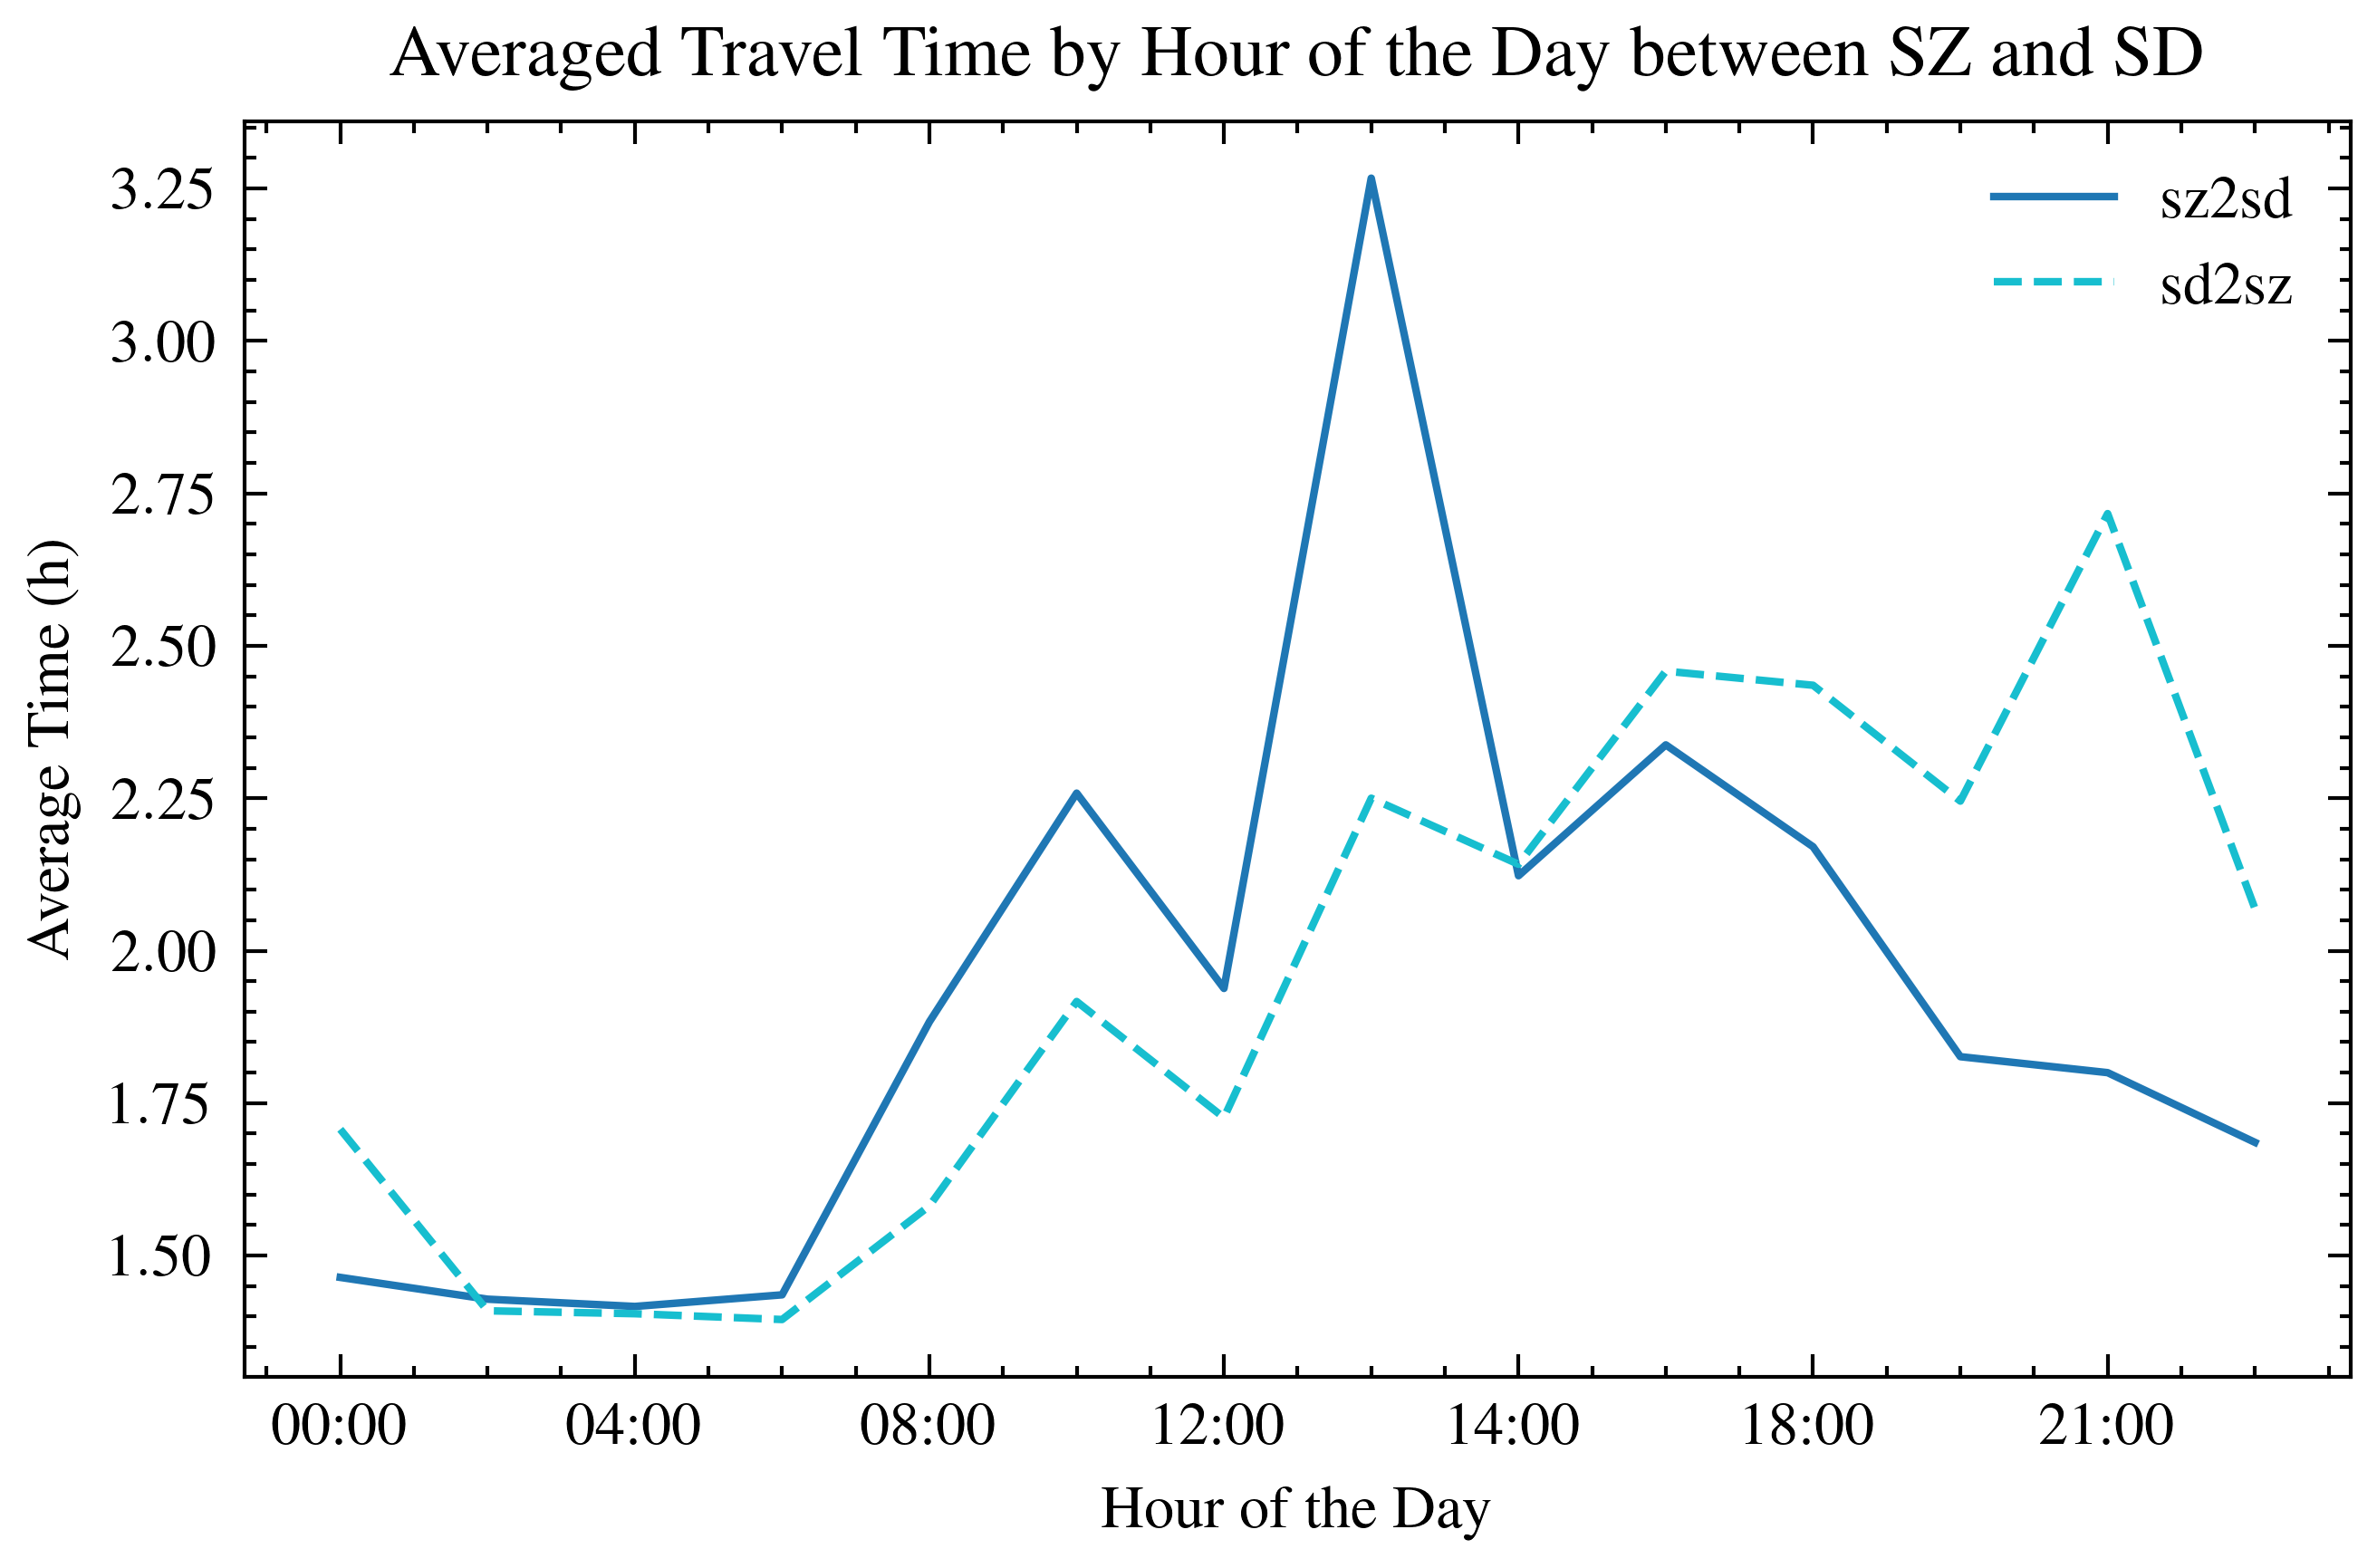 Averaged Travel Time by Hour of the Day between SZ and SD
sz2sd
sd2sz
3.25
3.00
2.75
2.50
2.25
2.00
1.75
1.50
Average Time (h)
00:00 04:00 08:00 12:00 14:00 18:00 21:00
Hour of the Day